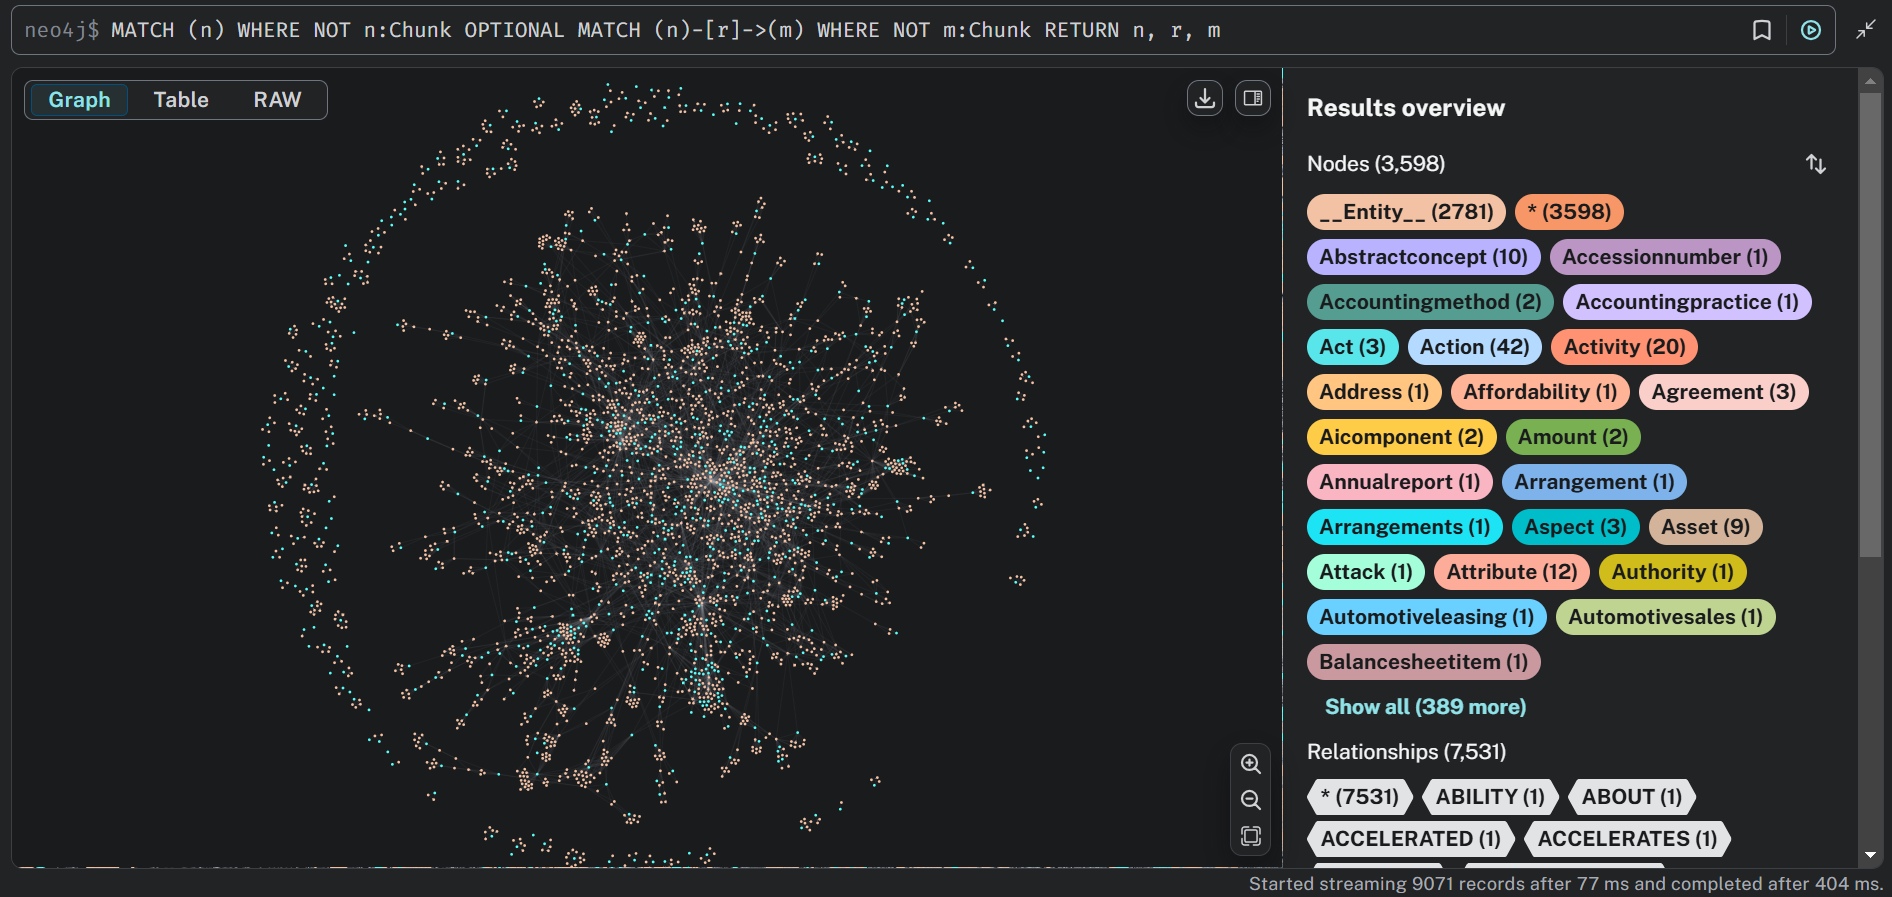 neo4j$ MATCH (n) WHERE NOT n:Chunk OPTIONAL MATCH (n)-[r]->(m) WHERE NOT m:Chunk RETURN n, r, m
Graph Table RAW
Results overview
Nodes (3,598)
__Entity__ (2781) * (3598)
Abstractconcept (10) Accessionnumber (1)
Accountingmethod (2) Accountingpractice (1)
Act (3) Action (42) Activity (20)
Address (1) Affordability (1) Agreement (3)
Aicomponent (2) Amount (2)
Annualreport (1) Arrangement (1)
Arrangements (1) Aspect (3) Asset (9)
Attack (1) Attribute (12) Authority (1)
Automotiveleasing (1) Automotivesales (1)
Balancesheetitem (1)
Show all (389 more)
Relationships (7,531)
* (7531) ABILITY (1) ABOUT (1)
ACCELERATED (1) ACCELERATES (1)
Started streaming 9071 records after 77 ms and completed after 404 ms.